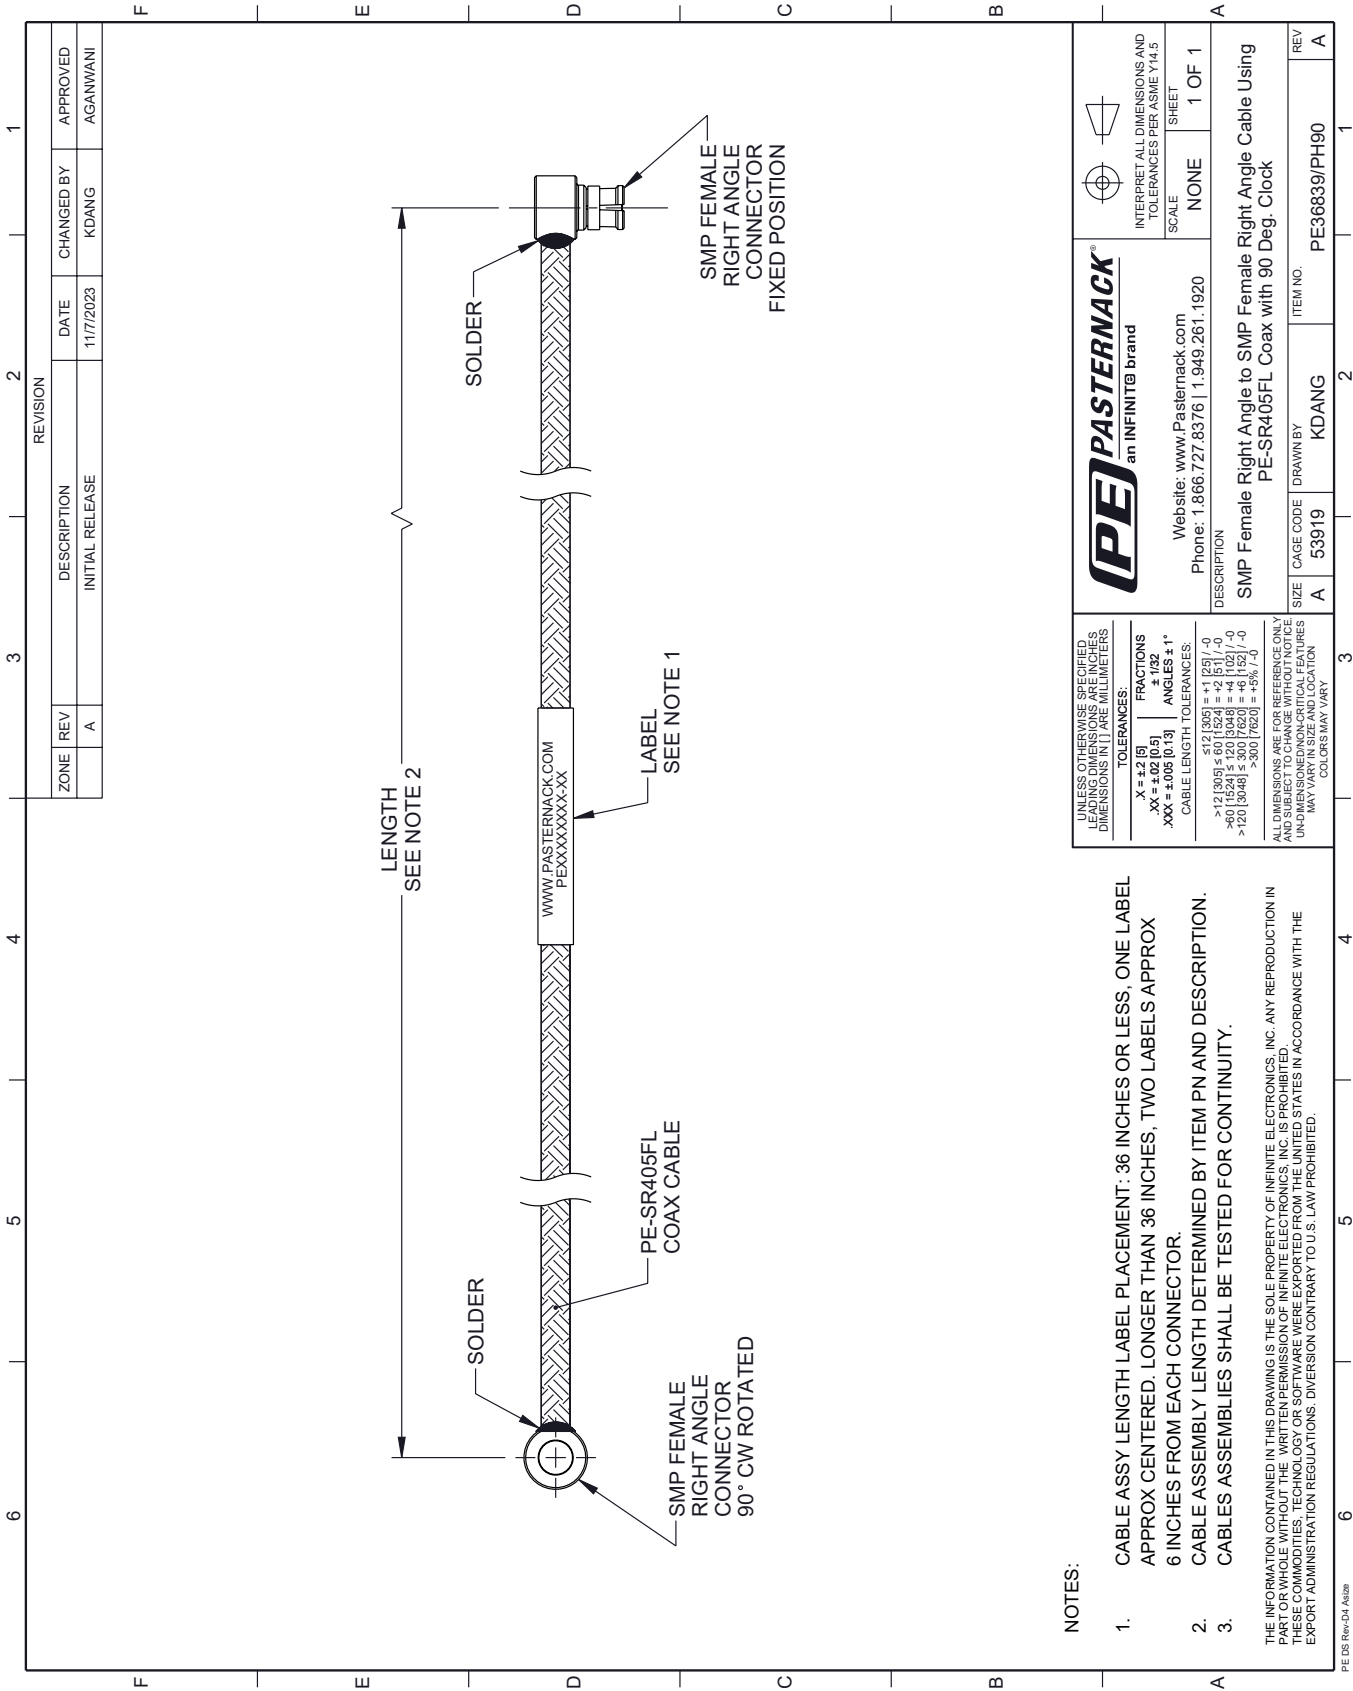 6
5
4
3
2
1
F
E
D
C
B
A
REVISION
ZONE
REV
DESCRIPTION
DATE
CHANGED BY
APPROVED
A
INITIAL RELEASE
11/7/2023
KDANG
AGANWANI
LENGTH
SEE NOTE 2
SOLDER
SOLDER
WWW.PASTERNACK.COM
PEXXXXXXXX-XX
SMP FEMALE
RIGHT ANGLE
CONNECTOR
90° CW ROTATED
PE-SR405FL
COAX CABLE
LABEL
SEE NOTE 1
SMP FEMALE
RIGHT ANGLE
CONNECTOR
FIXED POSITION
NOTES:
1. CABLE ASSY LENGTH LABEL PLACEMENT: 36 INCHES OR LESS, ONE LABEL
APPROX CENTERED. LONGER THAN 36 INCHES, TWO LABELS APPROX
6 INCHES FROM EACH CONNECTOR.
2. CABLE ASSEMBLY LENGTH DETERMINED BY ITEM PN AND DESCRIPTION.
3. CABLES ASSEMBLIES SHALL BE TESTED FOR CONTINUITY.
THE INFORMATION CONTAINED IN THIS DRAWING IS THE SOLE PROPERTY OF INFINITE ELECTRONICS, INC. ANY REPRODUCTION IN
PART OR WHOLE WITHOUT THE WRITTEN PERMISSION OF INFINITE ELECTRONICS, INC. IS PROHIBITED.
THESE COMMODITIES, TECHNOLOGY OR SOFTWARE WERE EXPORTED FROM THE UNITED STATES IN ACCORDANCE WITH THE
EXPORT ADMINISTRATION REGULATIONS. DIVERSION CONTRARY TO U.S. LAW PROHIBITED.
UNLESS OTHERWISE SPECIFIED
LEADING DIMENSIONS ARE INCHES
DIMENSIONS IN [ ] ARE MILLIMETERS
TOLERANCES:
.X = ±.2 [5]
.XX = ±.02 [0.5]
.XXX = ±.005 [0.13]
FRACTIONS
± 1/32
ANGLES ± 1°
CABLE LENGTH TOLERANCES:
≤12 [305] = +1 [25] / -0
>12 [305] ≤ 60 [1524] = +2 [51] / -0
>60 [1524] ≤ 120 [3048] = +4 [102] / -0
>120 [3048] ≤ 300 [7620] = +6 [152] / -0
>300 [7620] = +5% / -0
ALL DIMENSIONS ARE FOR REFERENCE ONLY
AND SUBJECT TO CHANGE WITHOUT NOTICE.
UN-DIMENSIONED/NON-CRITICAL FEATURES
MAY VARY IN SIZE AND LOCATION
COLORS MAY VARY
PE PASTERNACK®
an INFINIT@ brand
Website: www.Pasternack.com
Phone: 1.866.727.8376 | 1.949.261.1920
INTERPRET ALL DIMENSIONS AND
TOLERANCES PER ASME Y14.5
SCALE
NONE
SHEET
1 OF 1
DESCRIPTION
SMP Female Right Angle to SMP Female Right Angle Cable Using
PE-SR405FL Coax with 90 Deg. Clock
SIZE
A
CAGE CODE
53919
DRAWN BY
KDANG
ITEM NO.
PE36839/PH90
REV
A
F
E
D
C
B
A
6
5
4
3
2
1
PE DS Rev-D4 Asize